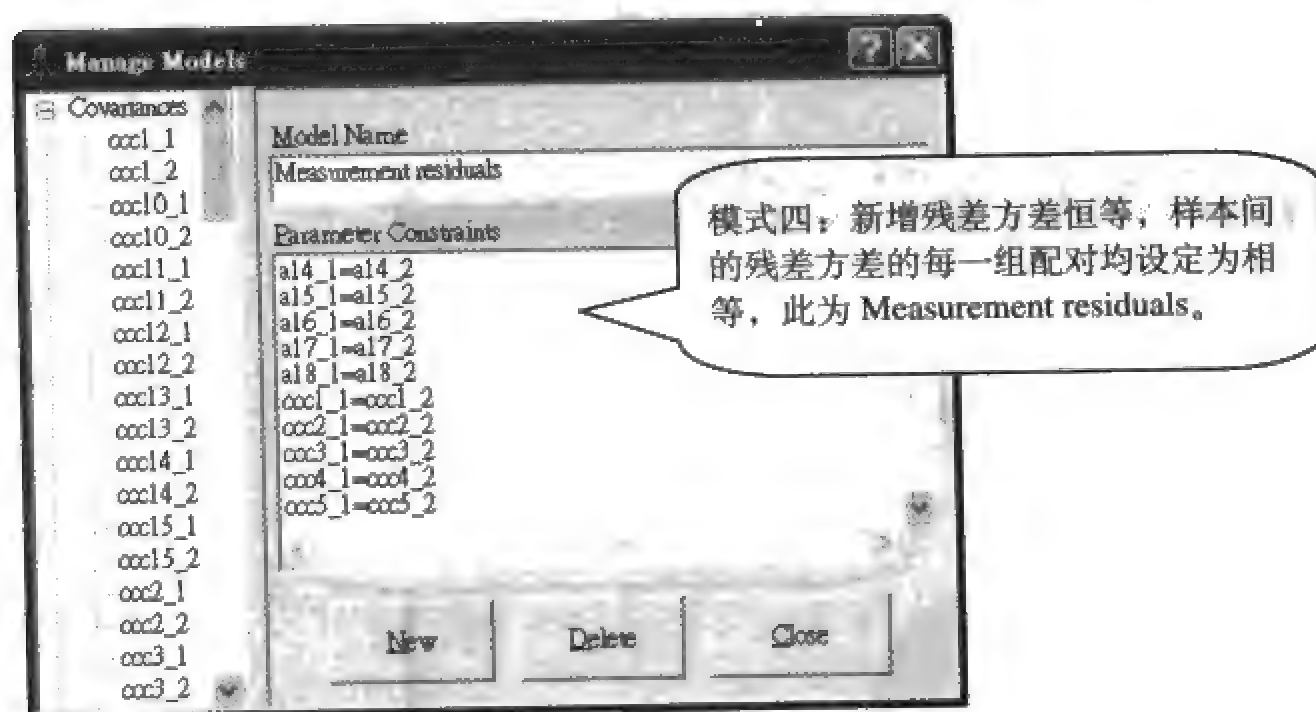 Manage Models
Covariances
ccc1_1
ccc1_2
ccc10_1
ccc10_2
ccc11_1
ccc11_2
ccc12_1
ccc12_2
ccc13_1
ccc13_2
ccc14_1
ccc14_2
ccc15_1
ccc15_2
ccc2_1
ccc2_2
ccc3_1
ccc3_2
Model Name
Measurement residuals
Parameter Constraints
a14_1=a14_2
a15_1=a15_2
a16_1=a16_2
a17_1=a17_2
a18_1=a18_2
ccc1_1=ccc1_2
ccc2_1=ccc2_2
ccc3_1=ccc3_2
ccc4_1=ccc4_2
ccc5_1=ccc5_2
New
Delete
Close
模式四：新增残差方差恒等，样本间
的残差方差的每一组配对均设定为相
等，此为 Measurement residuals。